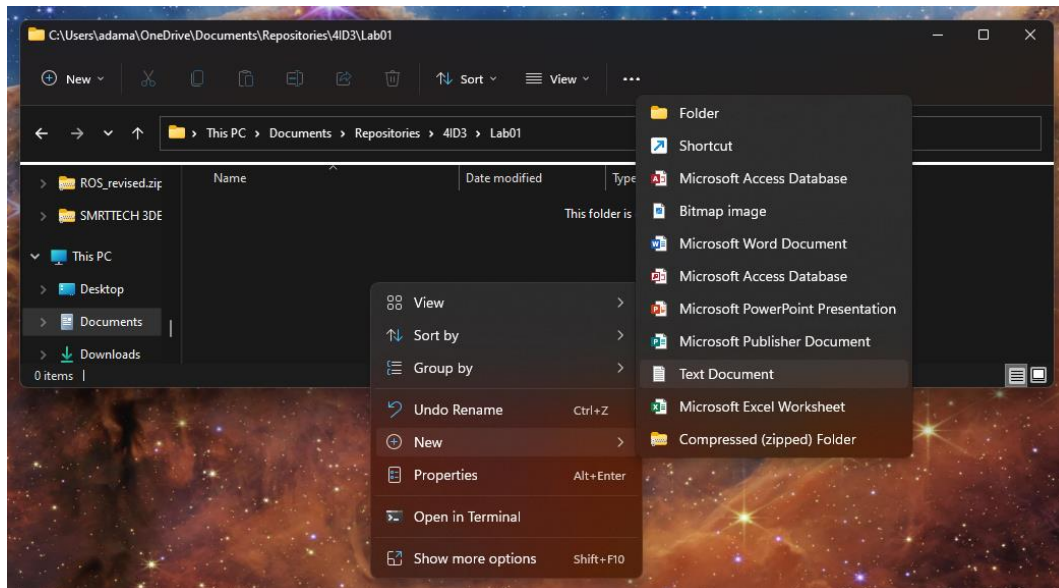 C:\Users\adama\OneDrive\Documents\Repositories\4ID3\Lab01
New
Sort
View
This PC > Documents > Repositories > 4ID3 > Lab01
ROS_revised.zip
SMRTTECH 3DE
This PC
Desktop
Documents
Downloads
0 items
Name Date modified Type
This folder is
View
Sort by
Group by
Undo Rename Ctrl+Z
New
Properties Alt+Enter
Open in Terminal
Show more options Shift+F10
Folder
Shortcut
Microsoft Access Database
Bitmap image
Microsoft Word Document
Microsoft Access Database
Microsoft PowerPoint Presentation
Microsoft Publisher Document
Text Document
Microsoft Excel Worksheet
Compressed (zipped) Folder